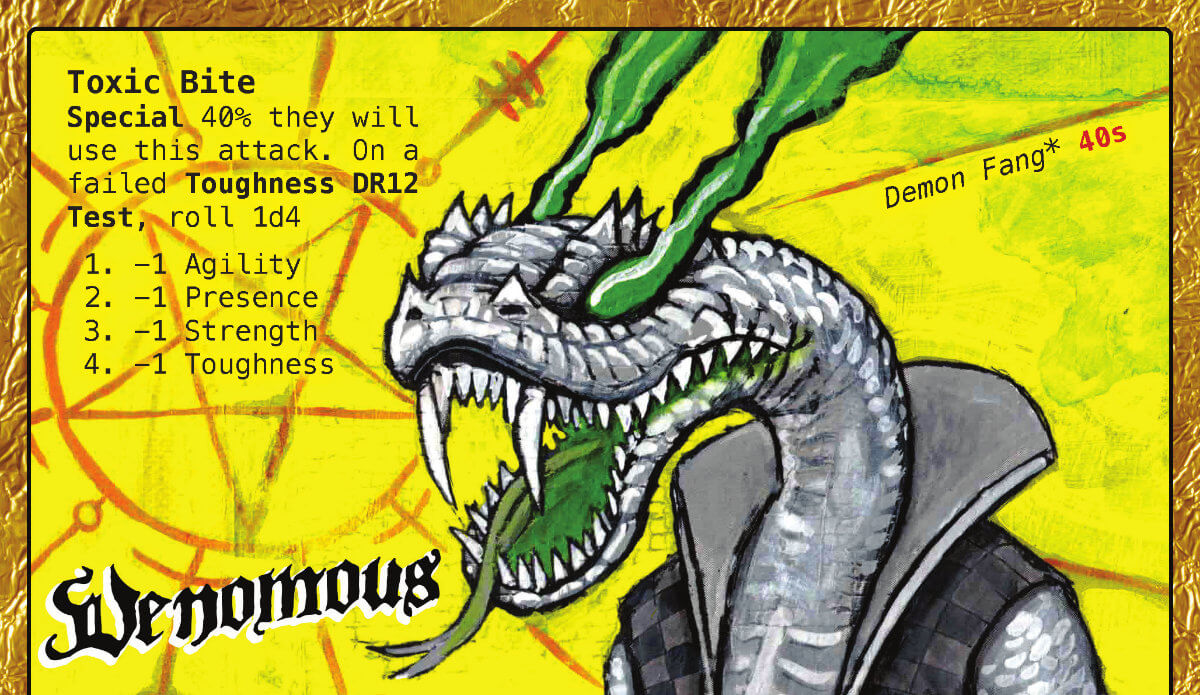 Toxic Bite
Special 40% they will
use this attack. On a
failed Toughness DR12
Test, roll 1d4
1. -1 Agility
2. -1 Presence
3. -1 Strength
4. -1 Toughness
Demon Fang* 40s
Venomous